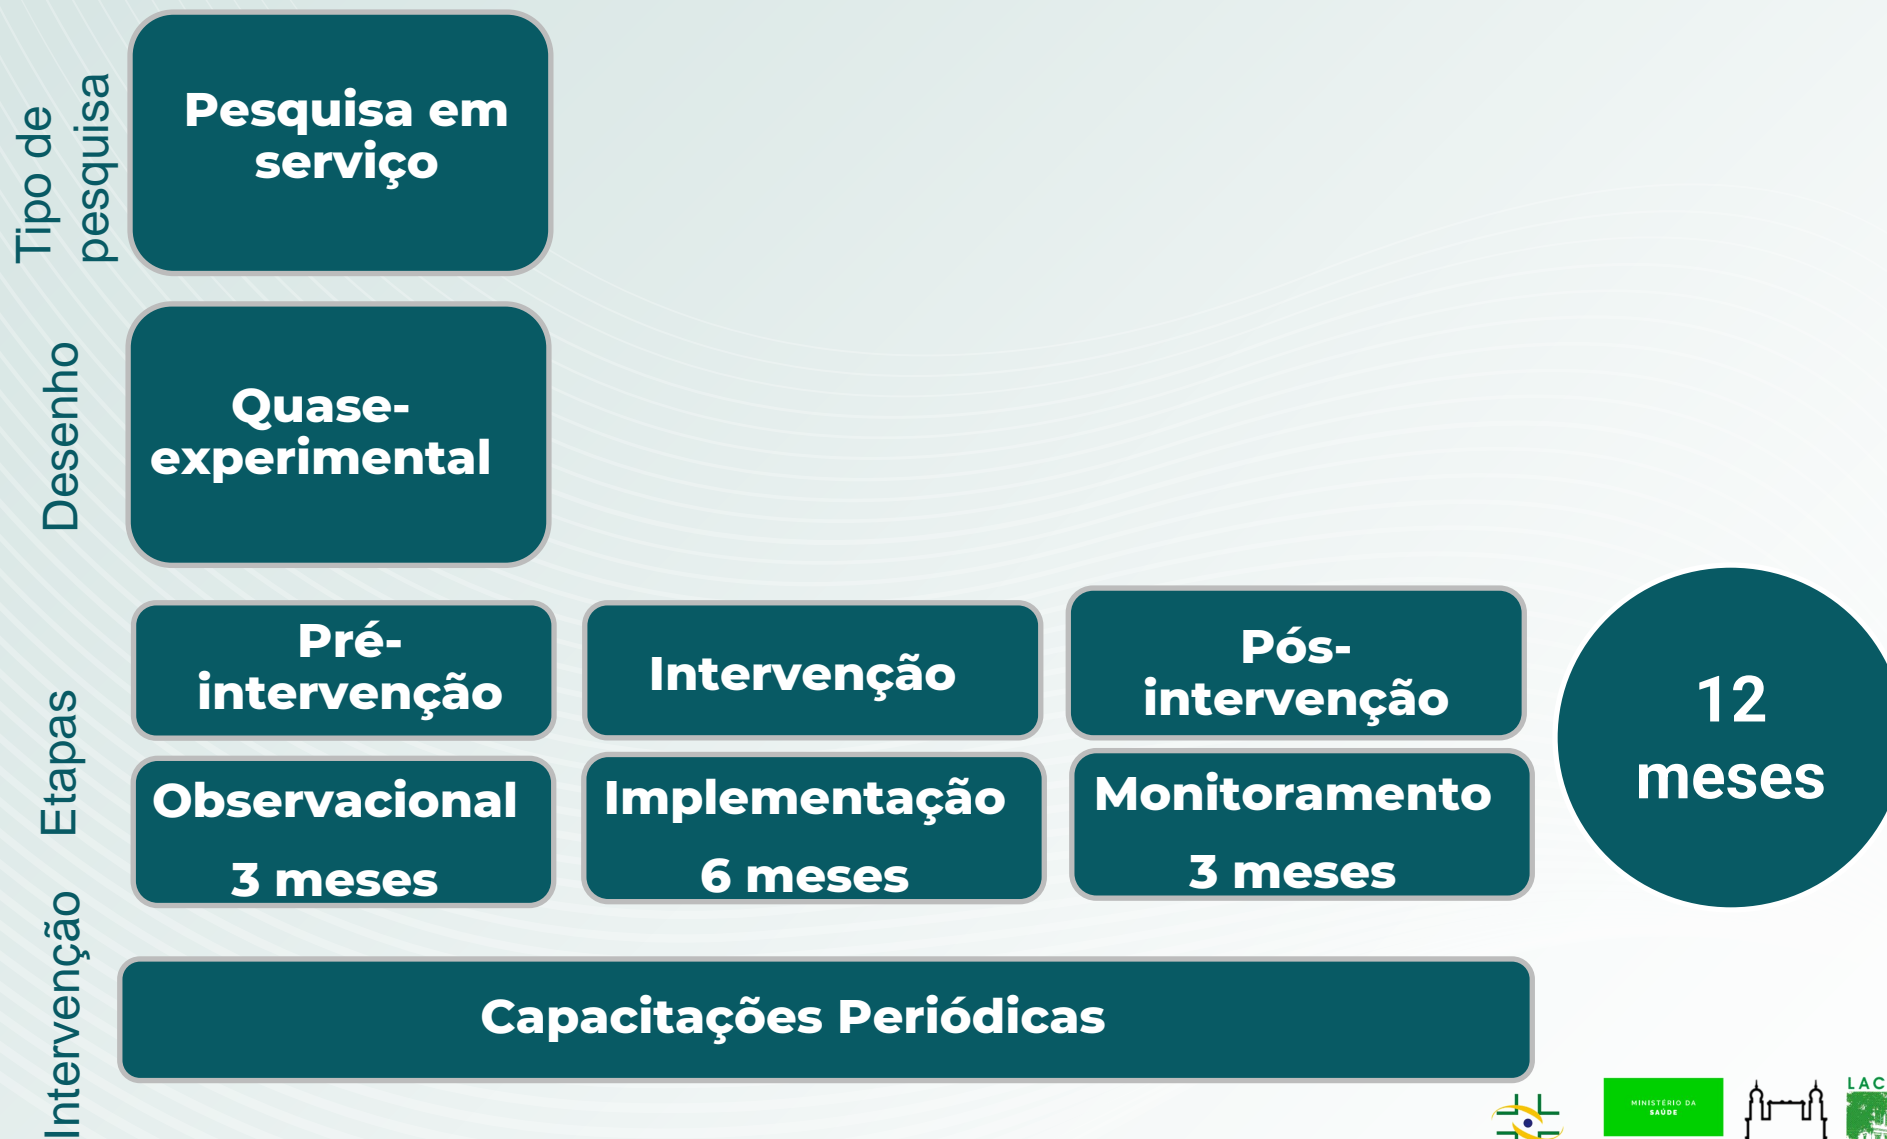 Tipo de
pesquisa
Pesquisa em
serviço
Desenho
Quase-
experimental
Etapas
Pré-
intervenção
Intervenção
Pós-
intervenção
Observacional
3 meses
Implementação
6 meses
Monitoramento
3 meses
12
meses
Intervenção
Capacitações Periódicas
MINISTÉRIO DA
SAÚDE
LAC